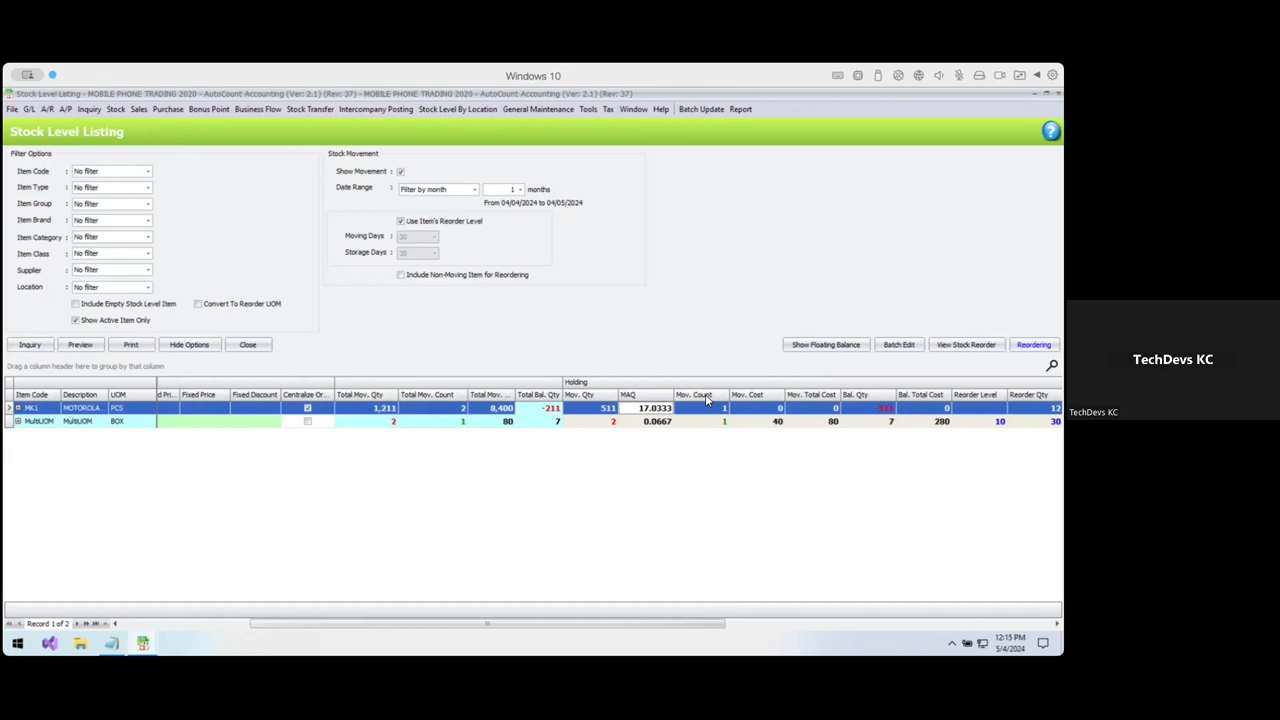 Windows 10
Stock Level Listing - MOBILE PHONE TRADING 2020 - AutoCount Accounting (Ver: 2.1) (Rev: 37) - MOBILE PHONE TRADING 2020 - AutoCount Accounting (Ver: 2.1) (Rev: 37)
File G/L A/R A/P Inquiry Stock Sales Purchase Bonus Point Business Flow Stock Transfer Intercompany Posting Stock Level By Location General Maintenance Tools Tax Window Help Batch Update Report
Stock Level Listing
Filter Options
Item Code : No filter
Item Type : No filter
Item Group : No filter
Item Brand : No filter
Item Category : No filter
Item Class : No filter
Supplier : No filter
Location : No filter
Include Empty Stock Level Item Convert To Reorder UOM
Show Active Item Only
Stock Movement
Show Movement :
Date Range : Filter by month 1 months
From 04/04/2024 to 04/05/2024
Use Item's Reorder Level
Moving Days : 30
Storage Days : 30
Include Non-Moving Item for Reordering
Inquiry Preview Print Hide Options Close Show Floating Balance Batch Edit View Stock Reorder Reordering
Drag a column header here to group by that column
Holding
Item Code Description UOM d Pri... Fixed Price Fixed Discount Centralize Or... Total Mov. Qty Total Mov. Count Total Mov. ... Total Bal. Qty Mov. Qty MAQ Mov. Count Mov. Cost Mov. Total Cost Bal. Qty Bal. Total Cost Reorder Level Reorder Qty
MK1 MOTOROLA... PCS 1,211 2 8,400 -211 511 17.0333 1 0 0 0 12
MultiUOM MultiUOM BOX 2 1 80 7 2 0.0667 1 40 80 7 280 10 30
Record 1 of 2
12:15 PM
5/4/2024
TechDevs KC
TechDevs KC